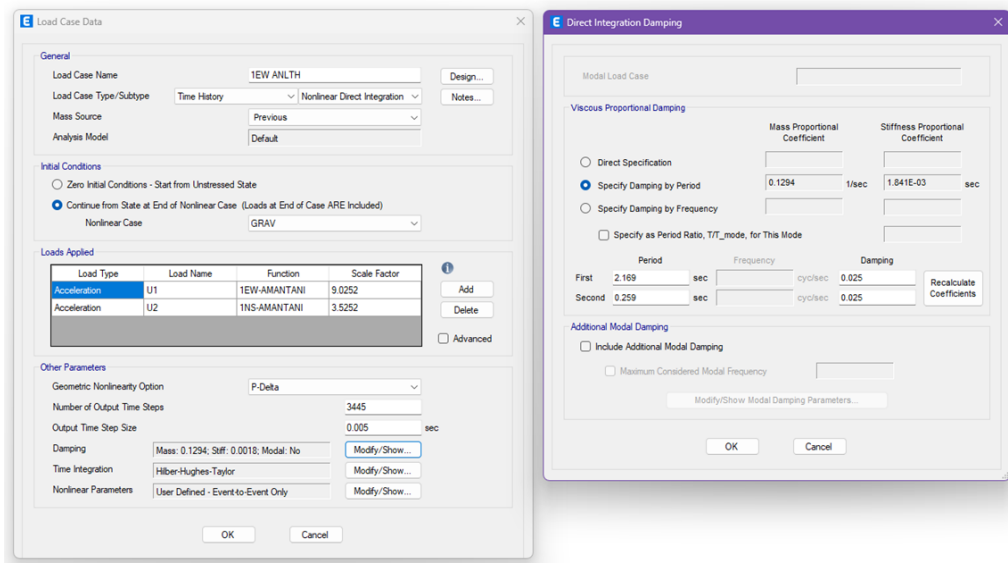 E Load Case Data
General
Load Case Name 1EW ANLTH Design...
Load Case Type/Subtype Time History Nonlinear Direct Integration Notes...
Mass Source Previous
Analysis Model Default
Initial Conditions
Zero Initial Conditions - Start from Unstressed State
Continue from State at End of Nonlinear Case (Loads at End of Case ARE Included)
Nonlinear Case GRAV
Loads Applied
Load Type Load Name Function Scale Factor
Acceleration U1 1EW-AMANTANI 9.0252
Acceleration U2 1NS-AMANTANI 3.5252
i
Add
Delete
Advanced
Other Parameters
Geometric Nonlinearity Option P-Delta
Number of Output Time Steps 3445
Output Time Step Size 0.005 sec
Damping Mass: 0.1294; Stiff: 0.0018; Modal: No Modify/Show...
Time Integration Hilber-Hughes-Taylor Modify/Show...
Nonlinear Parameters User Defined - Event-to-Event Only Modify/Show...
OK Cancel
E Direct Integration Damping
Modal Load Case
Viscous Proportional Damping
Mass Proportional Stiffness Proportional
Coefficient Coefficient
Direct Specification
Specify Damping by Period 0.1294 1/sec 1.841E-03 sec
Specify Damping by Frequency
Specify as Period Ratio, T/T_mode, for This Mode
Period Frequency Damping
First 2.169 sec cyc/sec 0.025
Second 0.259 sec cyc/sec 0.025
Recalculate
Coefficients
Additional Modal Damping
Include Additional Modal Damping
Maximum Considered Modal Frequency
Modify/Show Modal Damping Parameters...
OK Cancel